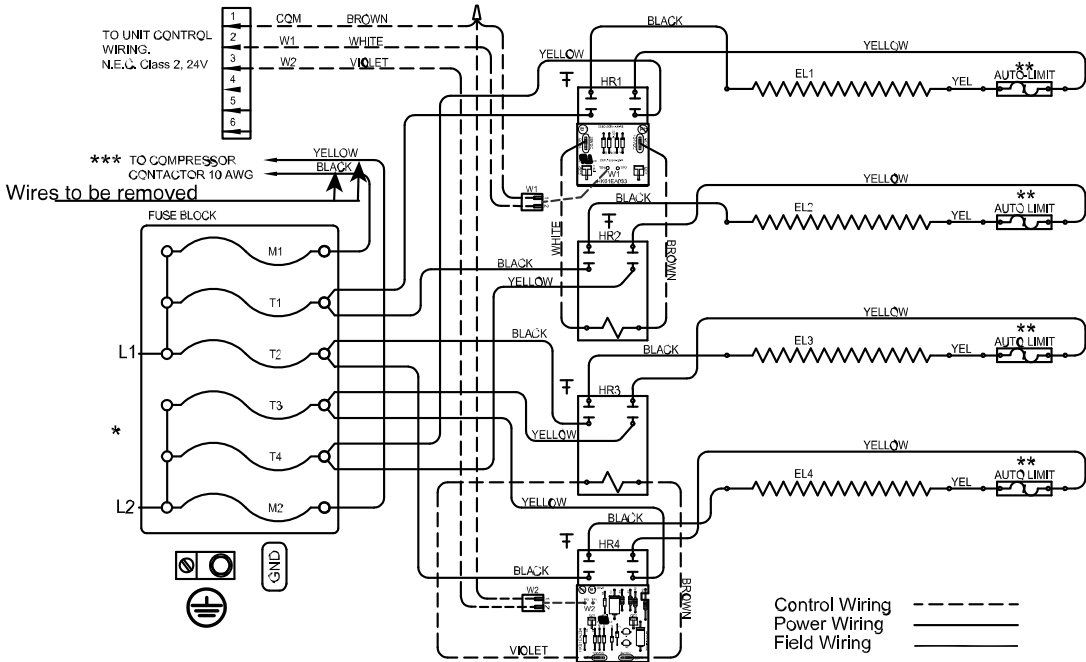 1 COM BROWN
2 W1 WHITE
3 W2 VIOLET
4
5
6
TO UNIT CONTROL
WIRING.
N.E.C. Class 2, 24V
*** TO COMPRESSOR
CONTACTOR 10 AWG
YELLOW
BLACK
Wires to be removed
FUSE BLOCK
M1
T1
L1
T2
*
T3
T4
L2
M2
GND
BLACK
YELLOW
YELLOW
HR1
W1
W1
EL1
YEL
**
AUTO LIMIT
WHITE
BROWN
BLACK
YELLOW
HR2
BLACK
YELLOW
EL2
YEL
**
AUTO LIMIT
BLACK
YELLOW
HR3
BLACK
YELLOW
EL3
YEL
**
AUTO LIMIT
YELLOW
BLACK
YELLOW
HR4
BLACK
W2
W2
VIOLET
BROWN
EL4
YEL
**
AUTO LIMIT
Control Wiring
Power Wiring
Field Wiring